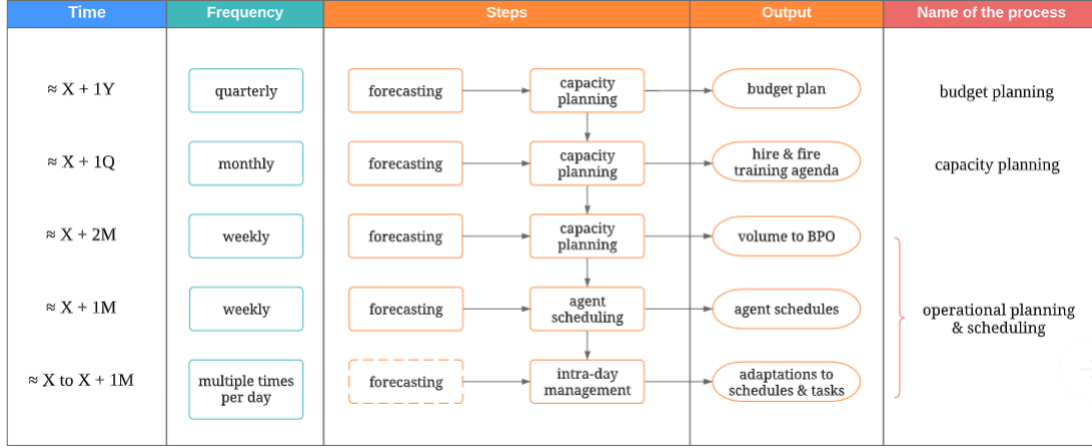 Time
Frequency
Steps
Output
Name of the process
≈ X + 1Y
quarterly
forecasting
capacity
planning
budget plan
budget planning
≈ X + 1Q
monthly
forecasting
capacity
planning
hire & fire
training agenda
capacity planning
≈ X + 2M
weekly
forecasting
capacity
planning
volume to BPO
≈ X + 1M
weekly
forecasting
agent
scheduling
agent schedules
operational planning
& scheduling
≈ X to X + 1M
multiple times
per day
forecasting
intra-day
management
adaptations to
schedules & tasks